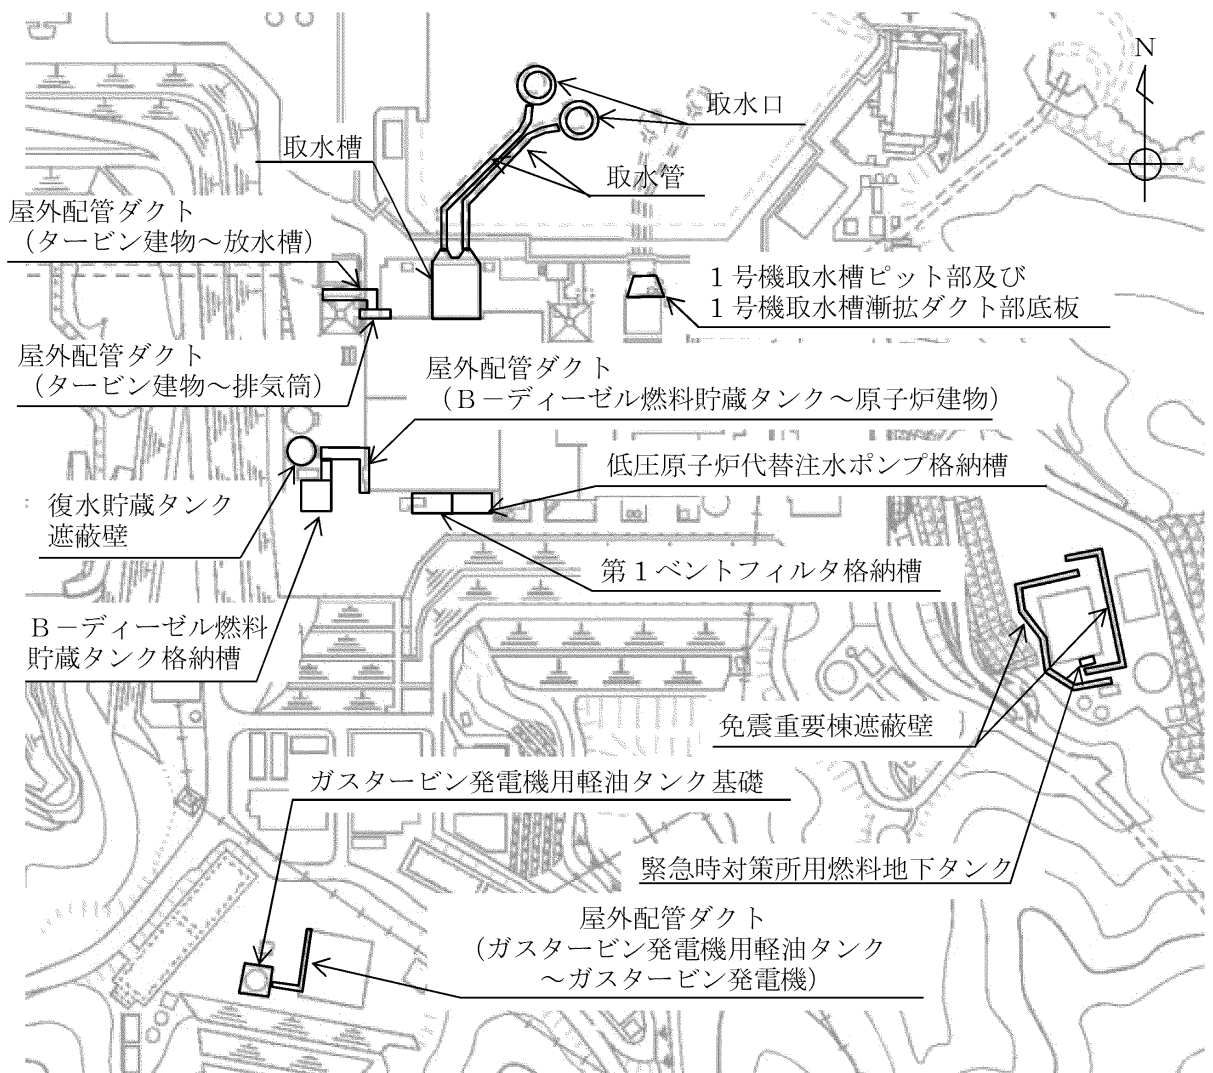 N
取水口
取水槽
取水管
屋外配管ダクト
(タービン建物～放水槽)
1号機取水槽ピット部及び
1号機取水槽漸拡ダクト部底板
屋外配管ダクト
(タービン建物～排気筒)
屋外配管ダクト
(B－ディーゼル燃料貯蔵タンク～原子炉建物)
低圧原子炉代替注水ポンプ格納槽
復水貯蔵タンク
遮蔽壁
第1ベントフィルタ格納槽
B－ディーゼル燃料
貯蔵タンク格納槽
免震重要棟遮蔽壁
ガスタービン発電機用軽油タンク基礎
緊急時対策所用燃料地下タンク
屋外配管ダクト
(ガスタービン発電機用軽油タンク
～ガスタービン発電機)